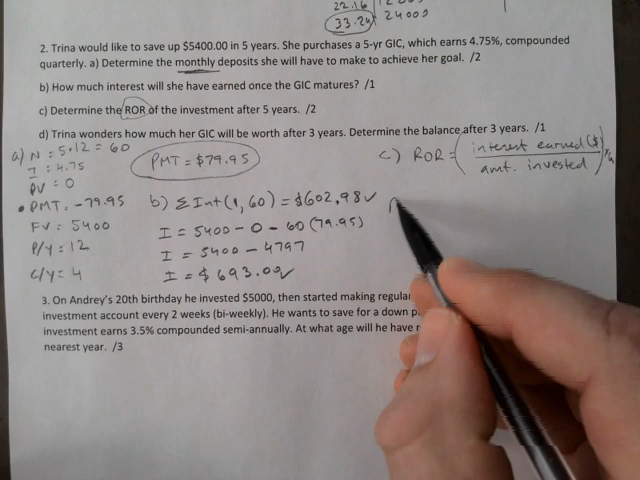 22.16
33.24 24000
2. Trina would like to save up $5400.00 in 5 years. She purchases a 5-yr GIC, which earns 4.75%, compounded
quarterly. a) Determine the monthly deposits she will have to make to achieve her goal. /2
b) How much interest will she have earned once the GIC matures? /1
c) Determine the ROR of the investment after 5 years. /2
d) Trina wonders how much her GIC will be worth after 3 years. Determine the balance after 3 years. /1
a) N = 5*12 = 60
I = 4.75
PV = 0
• PMT = -79.95
FV = 5400
P/Y = 12
C/Y = 4
PMT = $79.95
b) ΣInt(1,60) = $602.98 ✓
I = 5400 - 0 - 60(79.95)
I = 5400 - 4797
I = $693.00 ✓
c) ROR = (interest earned ($)
amt. invested)
3. On Andrey's 20th birthday he invested $5000, then started making regular
investment account every 2 weeks (bi-weekly). He wants to save for a down
investment earns 3.5% compounded semi-annually. At what age will he have
nearest year. /3